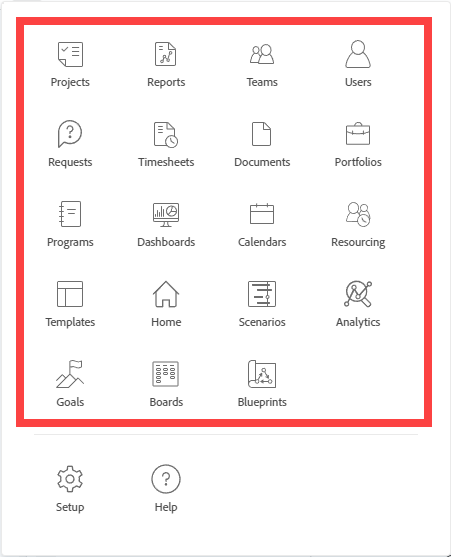 Projects Reports Teams Users
Requests Timesheets Documents Portfolios
Programs Dashboards Calendars Resourcing
Templates Home Scenarios Analytics
Goals Boards Blueprints
Setup Help